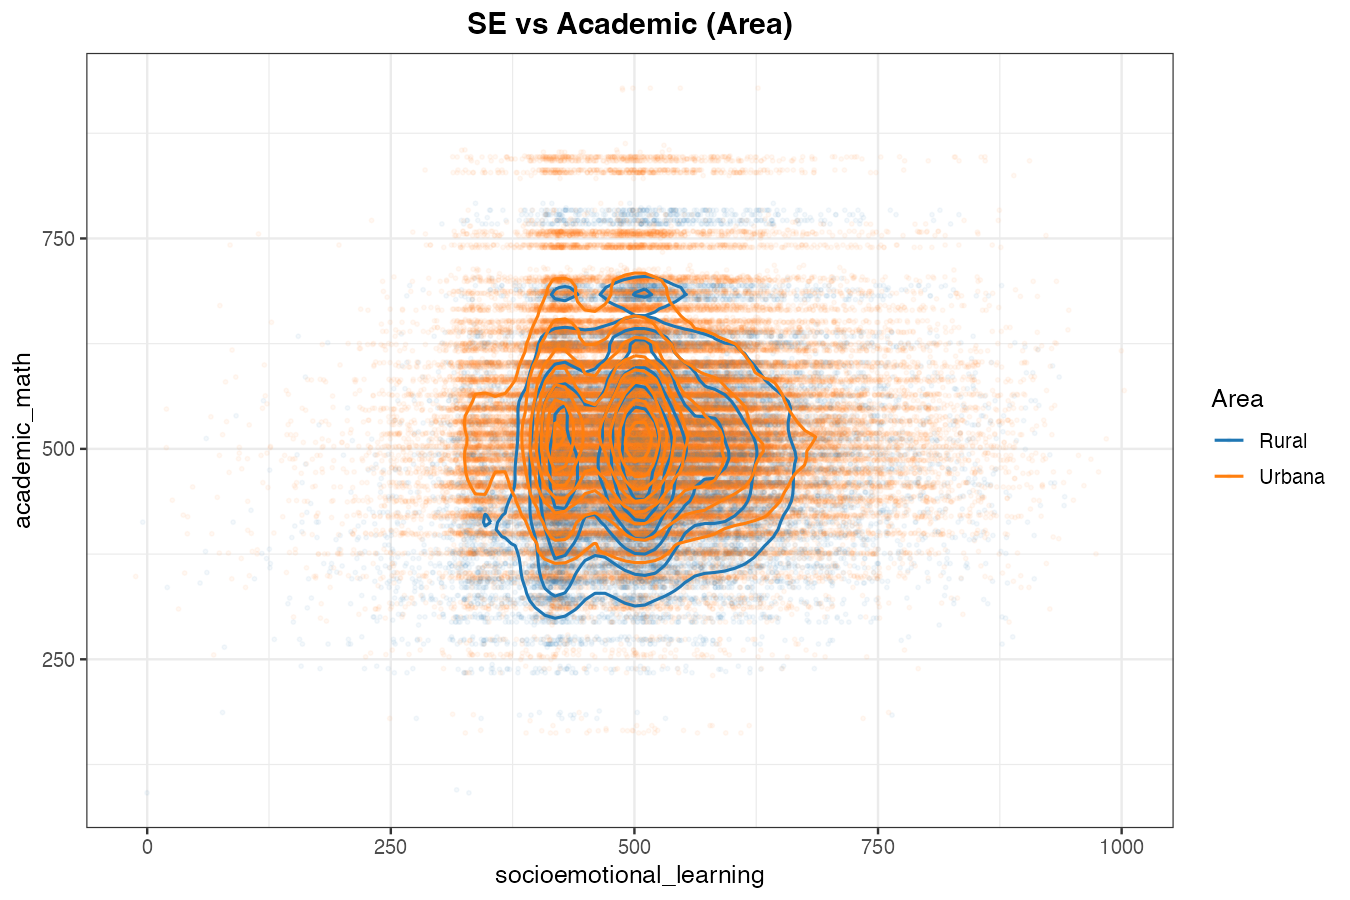 SE vs Academic (Area)
academic_math
750
500
250
0
250
500
750
1000
socioemotional_learning
Area
Rural
Urbana